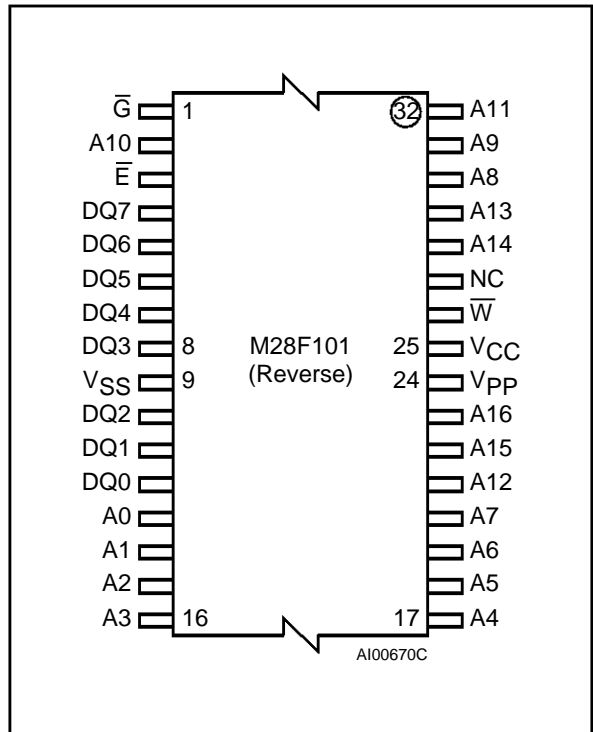 G̅ 1 32 A11
A10 A9
E̅ A8
DQ7 A13
DQ6 A14
DQ5 NC
DQ4 W̅
DQ3 8 M28F101 25 VCC
VSS 9 (Reverse) 24 VPP
DQ2 A16
DQ1 A15
DQ0 A12
A0 A7
A1 A6
A2 A5
A3 16 17 A4
AI00670C